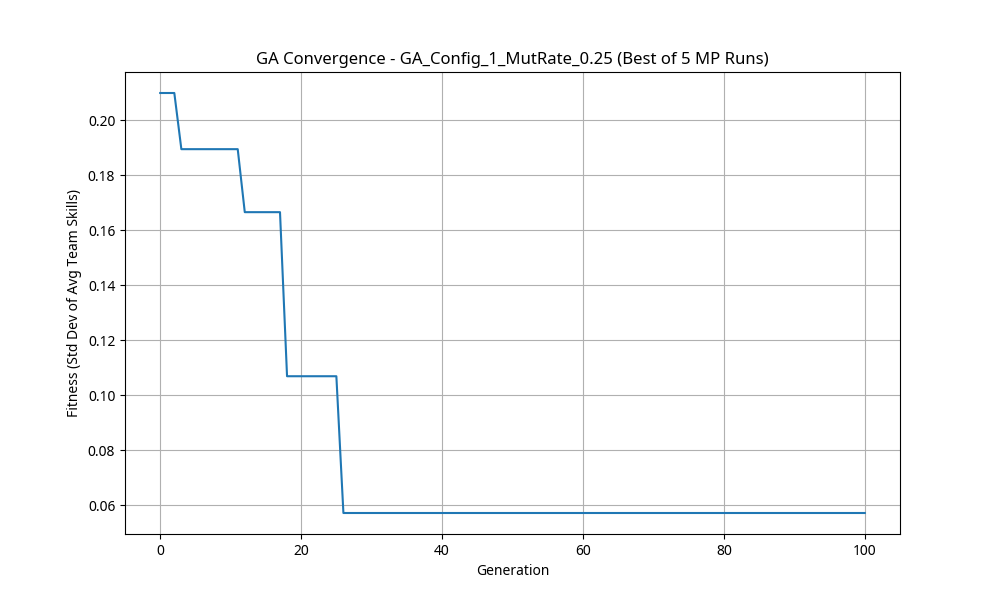 GA Convergence - GA_Config_1_MutRate_0.25 (Best of 5 MP Runs)
Fitness (Std Dev of Avg Team Skills)
0.20
0.18
0.16
0.14
0.12
0.10
0.08
0.06
0 20 40 60 80 100
Generation